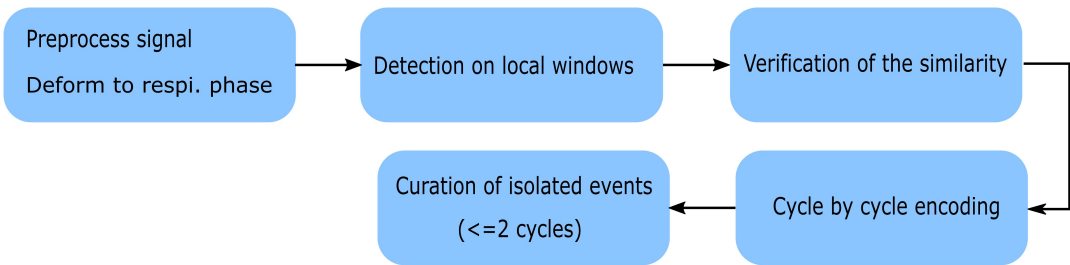 Preprocess signal
Deform to respi. phase
Detection on local windows
Verification of the similarity
Cycle by cycle encoding
Curation of isolated events
(<=2 cycles)